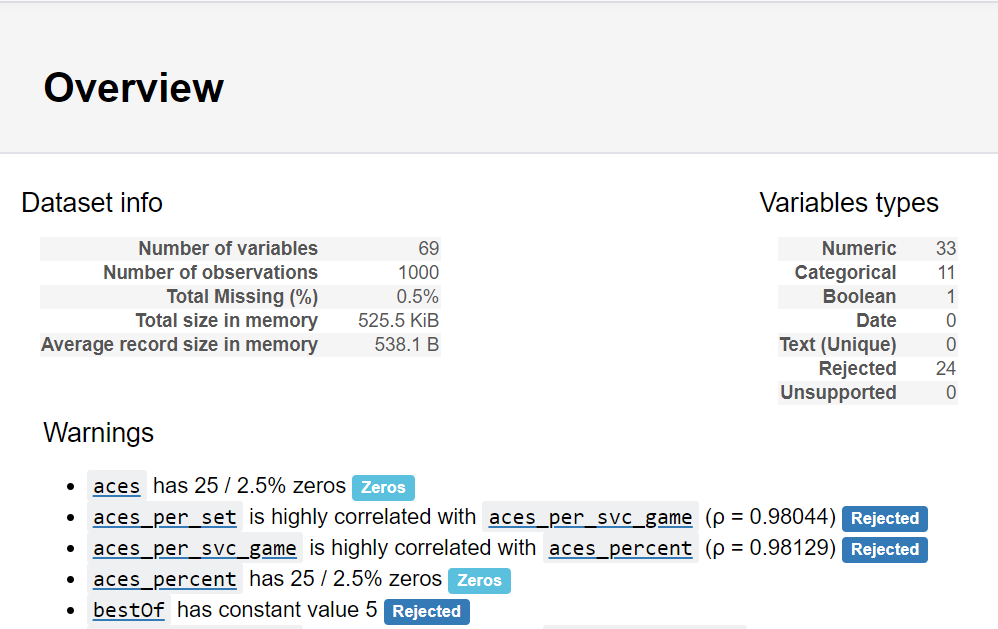 Overview
Dataset info
Number of variables 69
Number of observations 1000
Total Missing (%) 0.5%
Total size in memory 525.5 KiB
Average record size in memory 538.1 B
Variables types
Numeric 33
Categorical 11
Boolean 1
Date 0
Text (Unique) 0
Rejected 24
Unsupported 0
Warnings
aces has 25 / 2.5% zeros Zeros
aces_per_set is highly correlated with aces_per_svc_game (ρ = 0.98044) Rejected
aces_per_svc_game is highly correlated with aces_percent (ρ = 0.98129) Rejected
aces_percent has 25 / 2.5% zeros Zeros
bestOf has constant value 5 Rejected